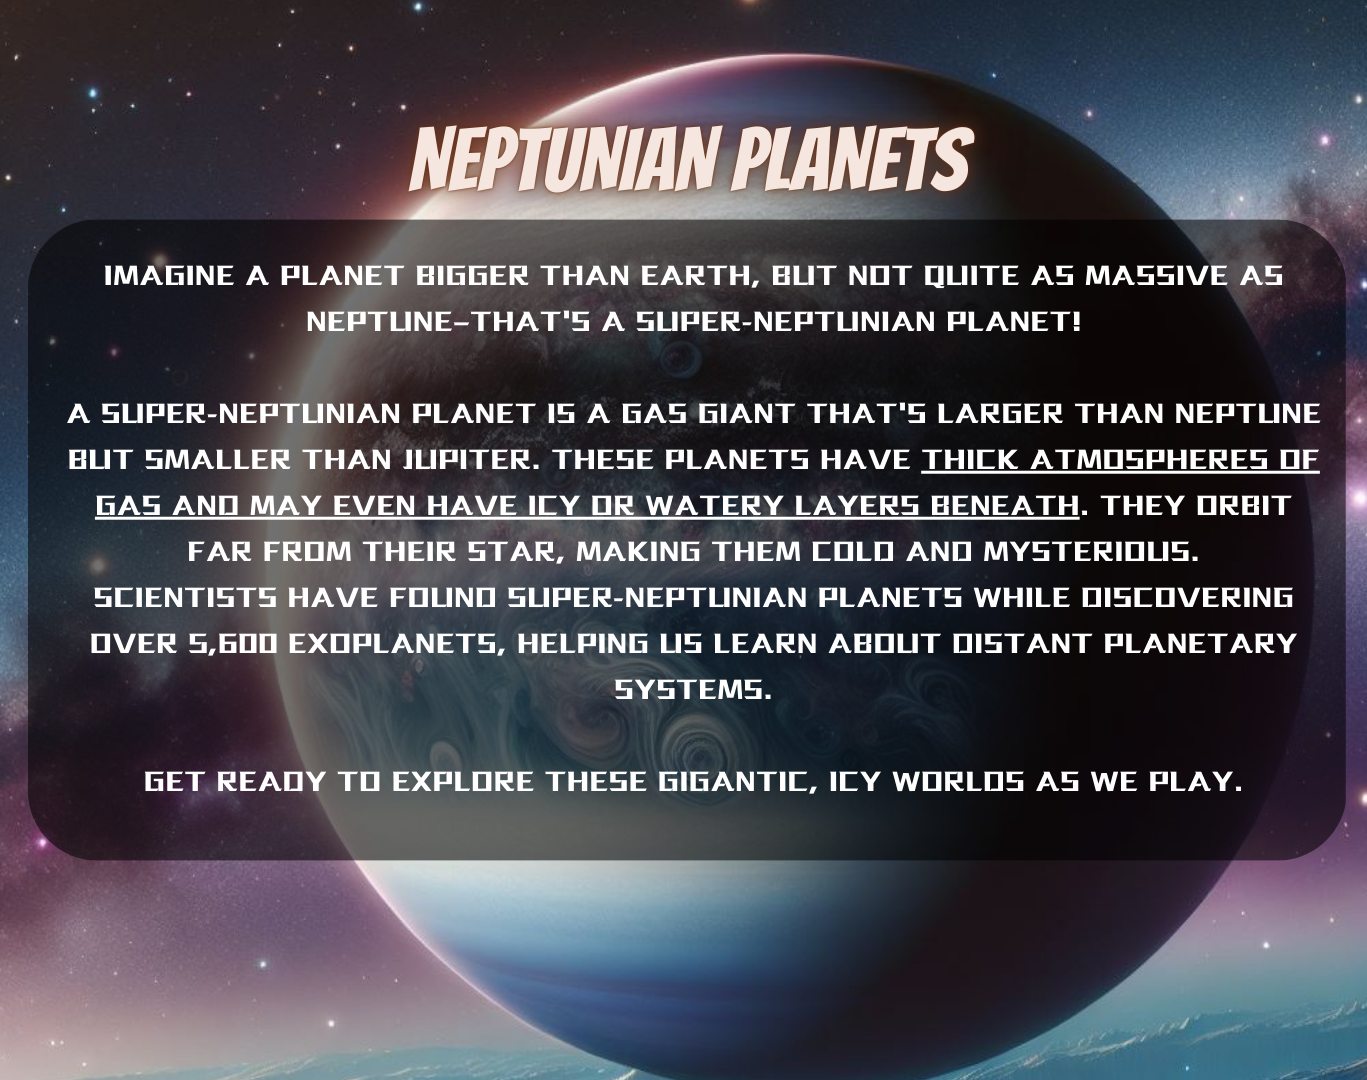 NEPTUNIAN PLANETS
IMAGINE A PLANET BIGGER THAN EARTH, BUT NOT QUITE AS MASSIVE AS
NEPTUNE–THAT'S A SUPER-NEPTUNIAN PLANET!
A SUPER-NEPTUNIAN PLANET IS A GAS GIANT THAT'S LARGER THAN NEPTUNE
BUT SMALLER THAN JUPITER. THESE PLANETS HAVE THICK ATMOSPHERES OF
GAS AND MAY EVEN HAVE ICY OR WATERY LAYERS BENEATH. THEY ORBIT
FAR FROM THEIR STAR, MAKING THEM COLD AND MYSTERIOUS.
SCIENTISTS HAVE FOUND SUPER-NEPTUNIAN PLANETS WHILE DISCOVERING
OVER 5,600 EXOPLANETS, HELPING US LEARN ABOUT DISTANT PLANETARY
SYSTEMS.
GET READY TO EXPLORE THESE GIGANTIC, ICY WORLDS AS WE PLAY.